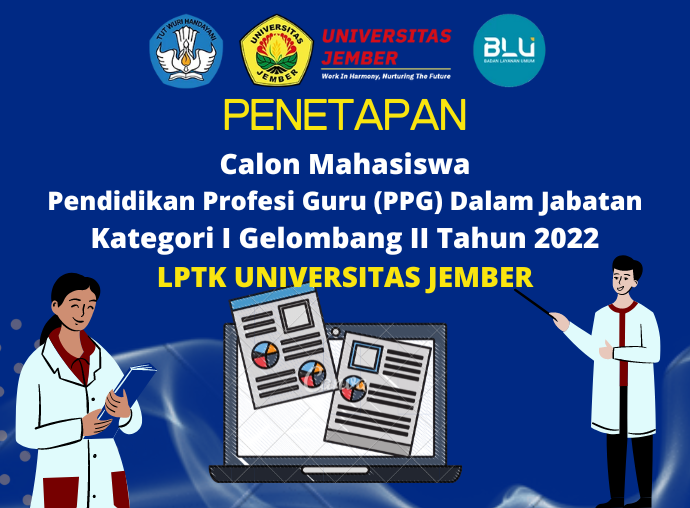 TUT WURI HANDAYANI
UNIVERSITAS
JEMBER
UNIVERSITAS
JEMBER
Work In Harmony, Nurturing The Future
BLU
BADAN LAYANAN UMUM
PENETAPAN
Calon Mahasiswa
Pendidikan Profesi Guru (PPG) Dalam Jabatan
Kategori I Gelombang II Tahun 2022
LPTK UNIVERSITAS JEMBER